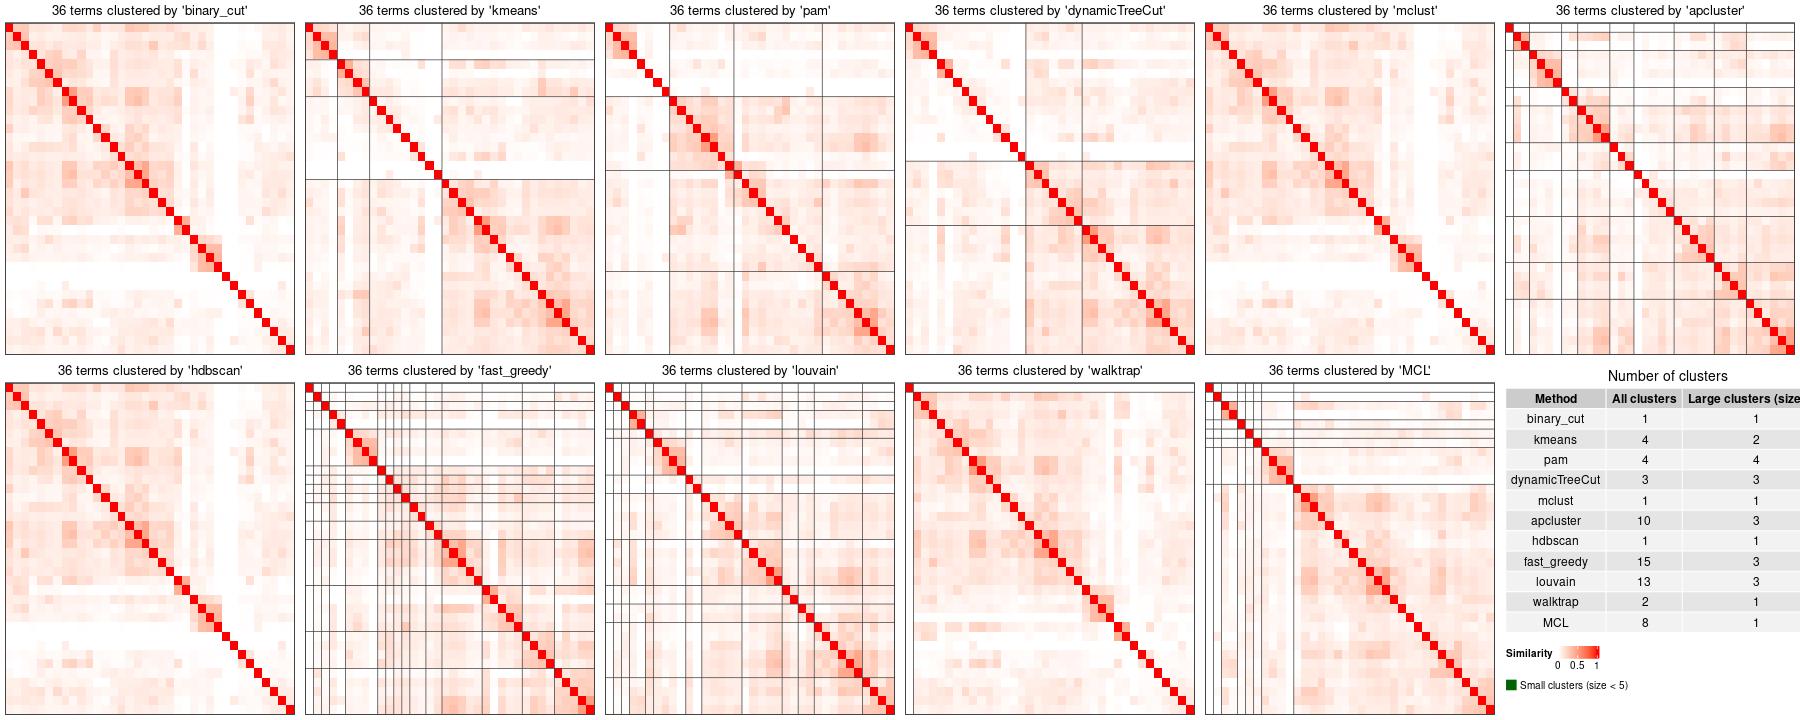 36 terms clustered by 'binary_cut'
36 terms clustered by 'kmeans'
36 terms clustered by 'pam'
36 terms clustered by 'dynamicTreeCut'
36 terms clustered by 'mclust'
36 terms clustered by 'apcluster'
36 terms clustered by 'hdbscan'
36 terms clustered by 'fast_greedy'
36 terms clustered by 'louvain'
36 terms clustered by 'walktrap'
36 terms clustered by 'MCL'
Number of clusters
Method All clusters Large clusters (size
binary_cut 1 1
kmeans 4 2
pam 4 4
dynamicTreeCut 3 3
mclust 1 1
apcluster 10 3
hdbscan 1 1
fast_greedy 15 3
louvain 13 3
walktrap 2 1
MCL 8 1
Similarity
0 0.5 1
Small clusters (size < 5)